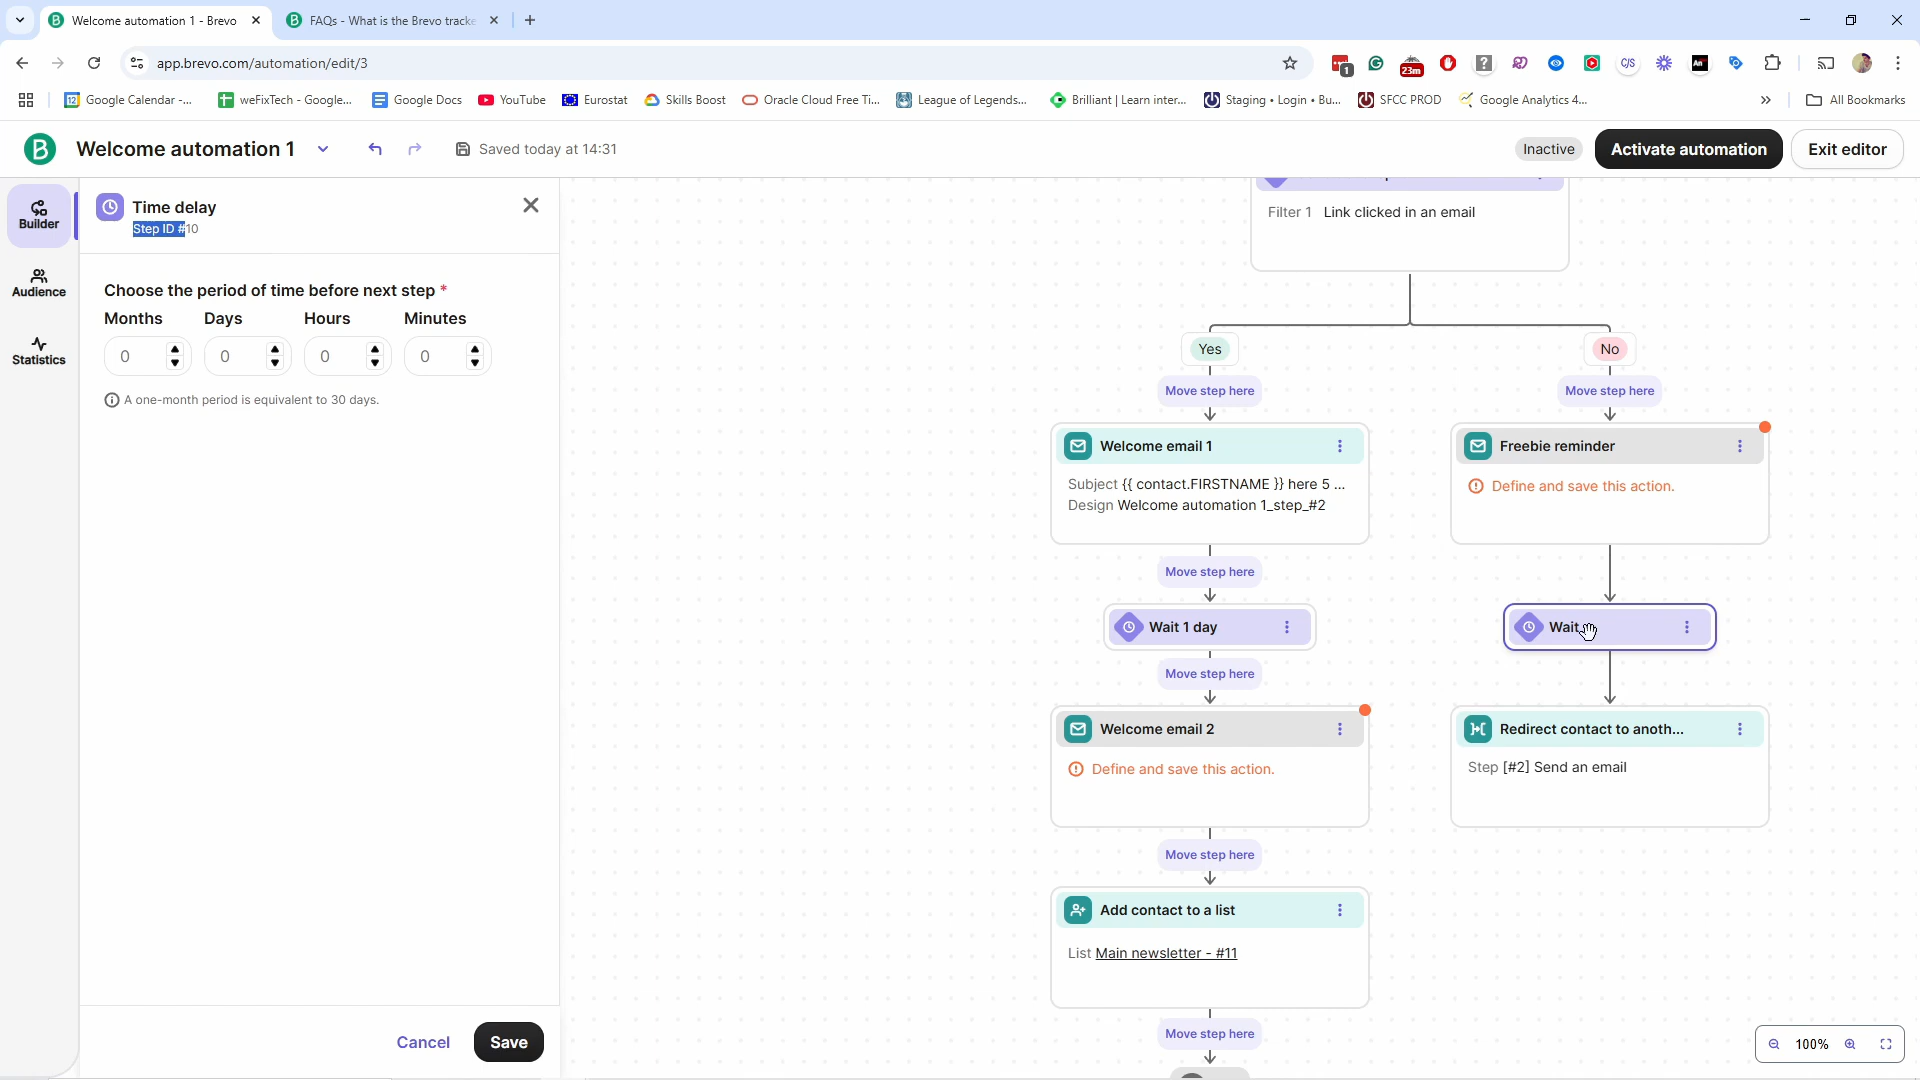 Welcome automation 1 - Brevo
FAQs - What is the Brevo tracke
app.brevo.com/automation/edit/3
1
23m
?
C/S
An
Google Calendar -...
weFixTech - Google...
Google Docs
YouTube
Eurostat
Skills Boost
Oracle Cloud Free Ti...
League of Legends...
Brilliant | Learn inter...
Staging • Login • Bu...
SFCC PROD
Google Analytics 4...
All Bookmarks
B
Welcome automation 1
Saved today at 14:31
Inactive
Activate automation
Exit editor
Builder
Audience
Statistics
Time delay
Step ID #10
Choose the period of time before next step *
Months
Days
Hours
Minutes
0
0
0
0
A one-month period is equivalent to 30 days.
Cancel
Save
Filter 1 Link clicked in an email
Yes
No
Move step here
Move step here
Welcome email 1
Subject {{ contact.FIRSTNAME }} here 5 ...
Design Welcome automation 1_step_#2
Freebie reminder
Define and save this action.
Move step here
Wait 1 day
Wait
Move step here
Welcome email 2
Define and save this action.
Redirect contact to anoth...
Step [#2] Send an email
Move step here
Add contact to a list
List Main newsletter - #11
Move step here
100%